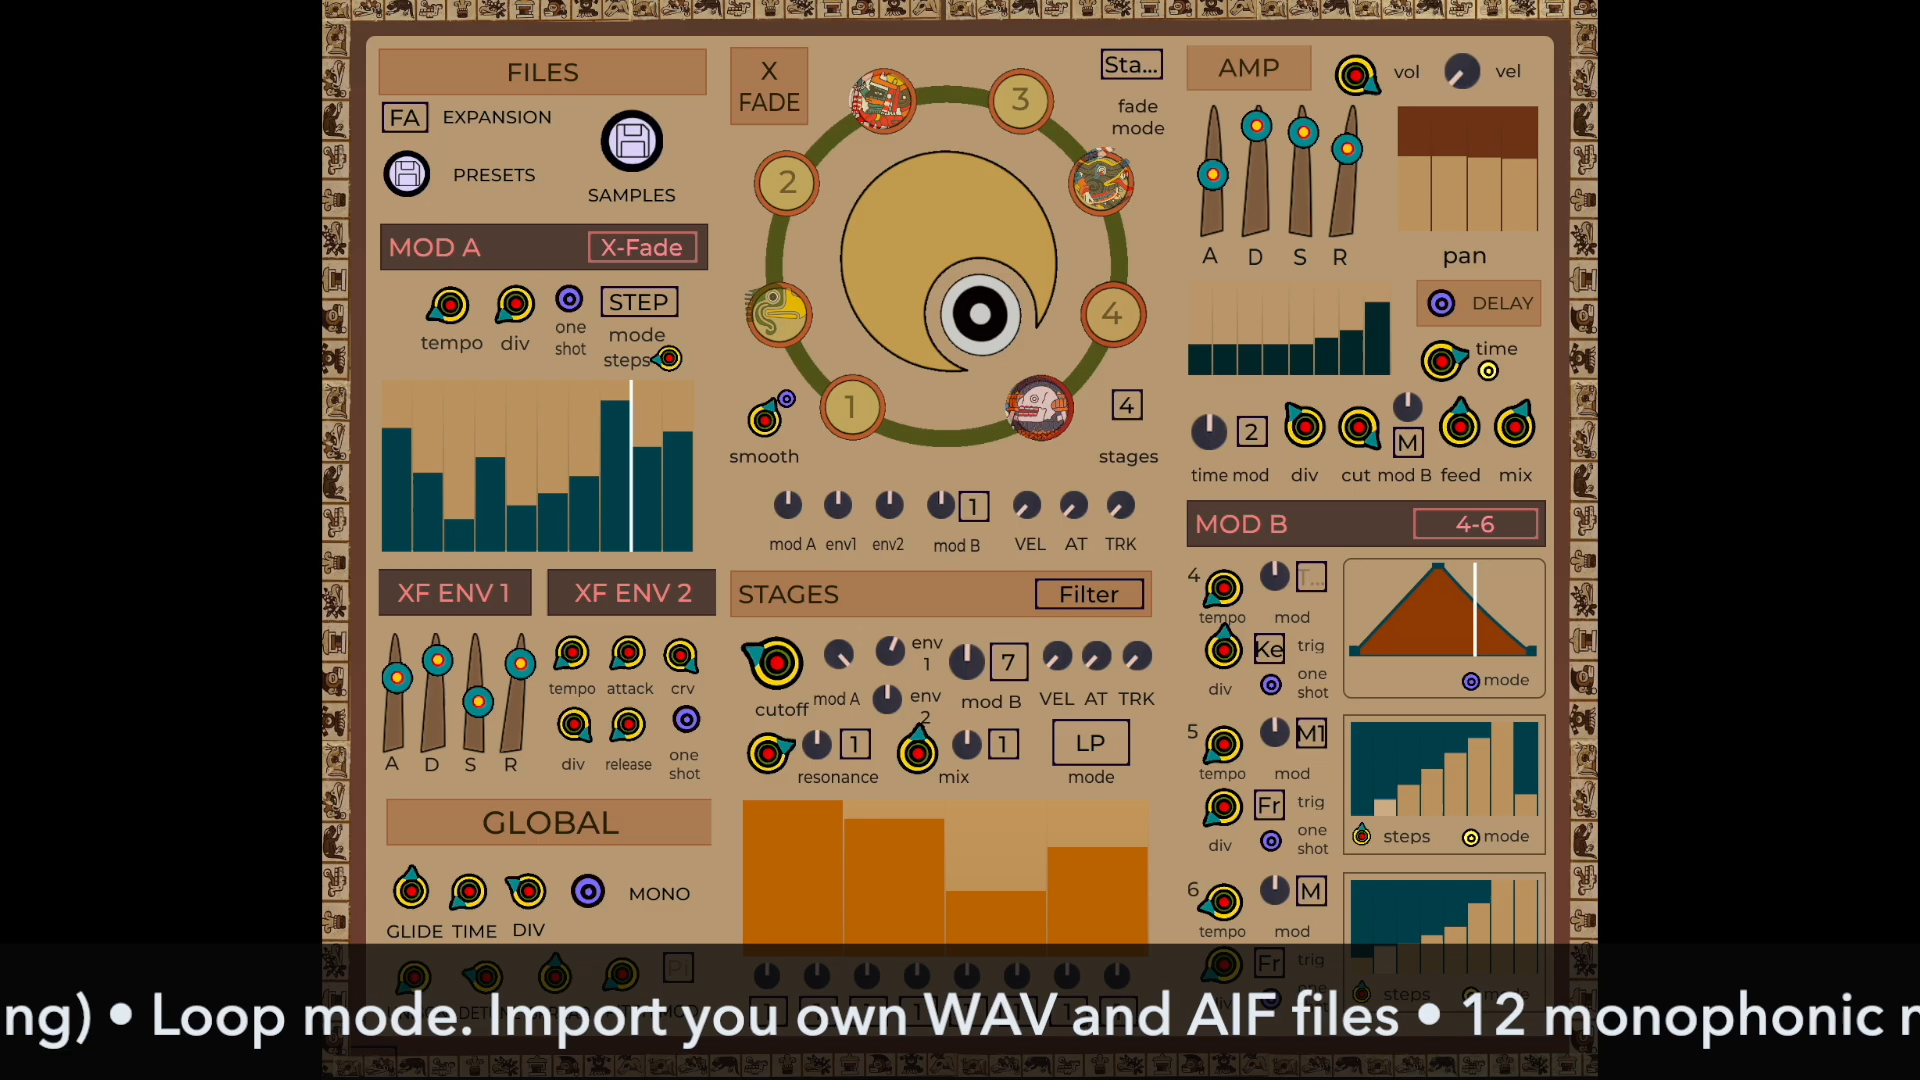 FILES
FA EXPANSION
PRESETS
SAMPLES
MOD A X-Fade
tempo div one shot STEP mode
steps
XF ENV 1 XF ENV 2
A D S R
tempo attack crv
div release one shot
GLOBAL
MONO
GLIDE TIME DIV
X FADE
Sta...
fade mode
3
2
4
1
smooth
4
stages
1
mod A env1 env2 mod B VEL AT TRK
STAGES Filter
env 1
7
cutoff mod A env 2 mod B VEL AT TRK
1 1 LP
resonance mix mode
AMP vol vel
A D S R pan
DELAY
time
2 M
time mod div cut mod B feed mix
MOD B 4-6
4 T...
tempo mod
Ke trig
div one shot
mode
5 M1
tempo mod
Fr trig
div one shot
steps mode
6 M
tempo mod
Fr trig
steps mode
ng) • Loop mode. Import you own WAV and AIF files • 12 monophonic